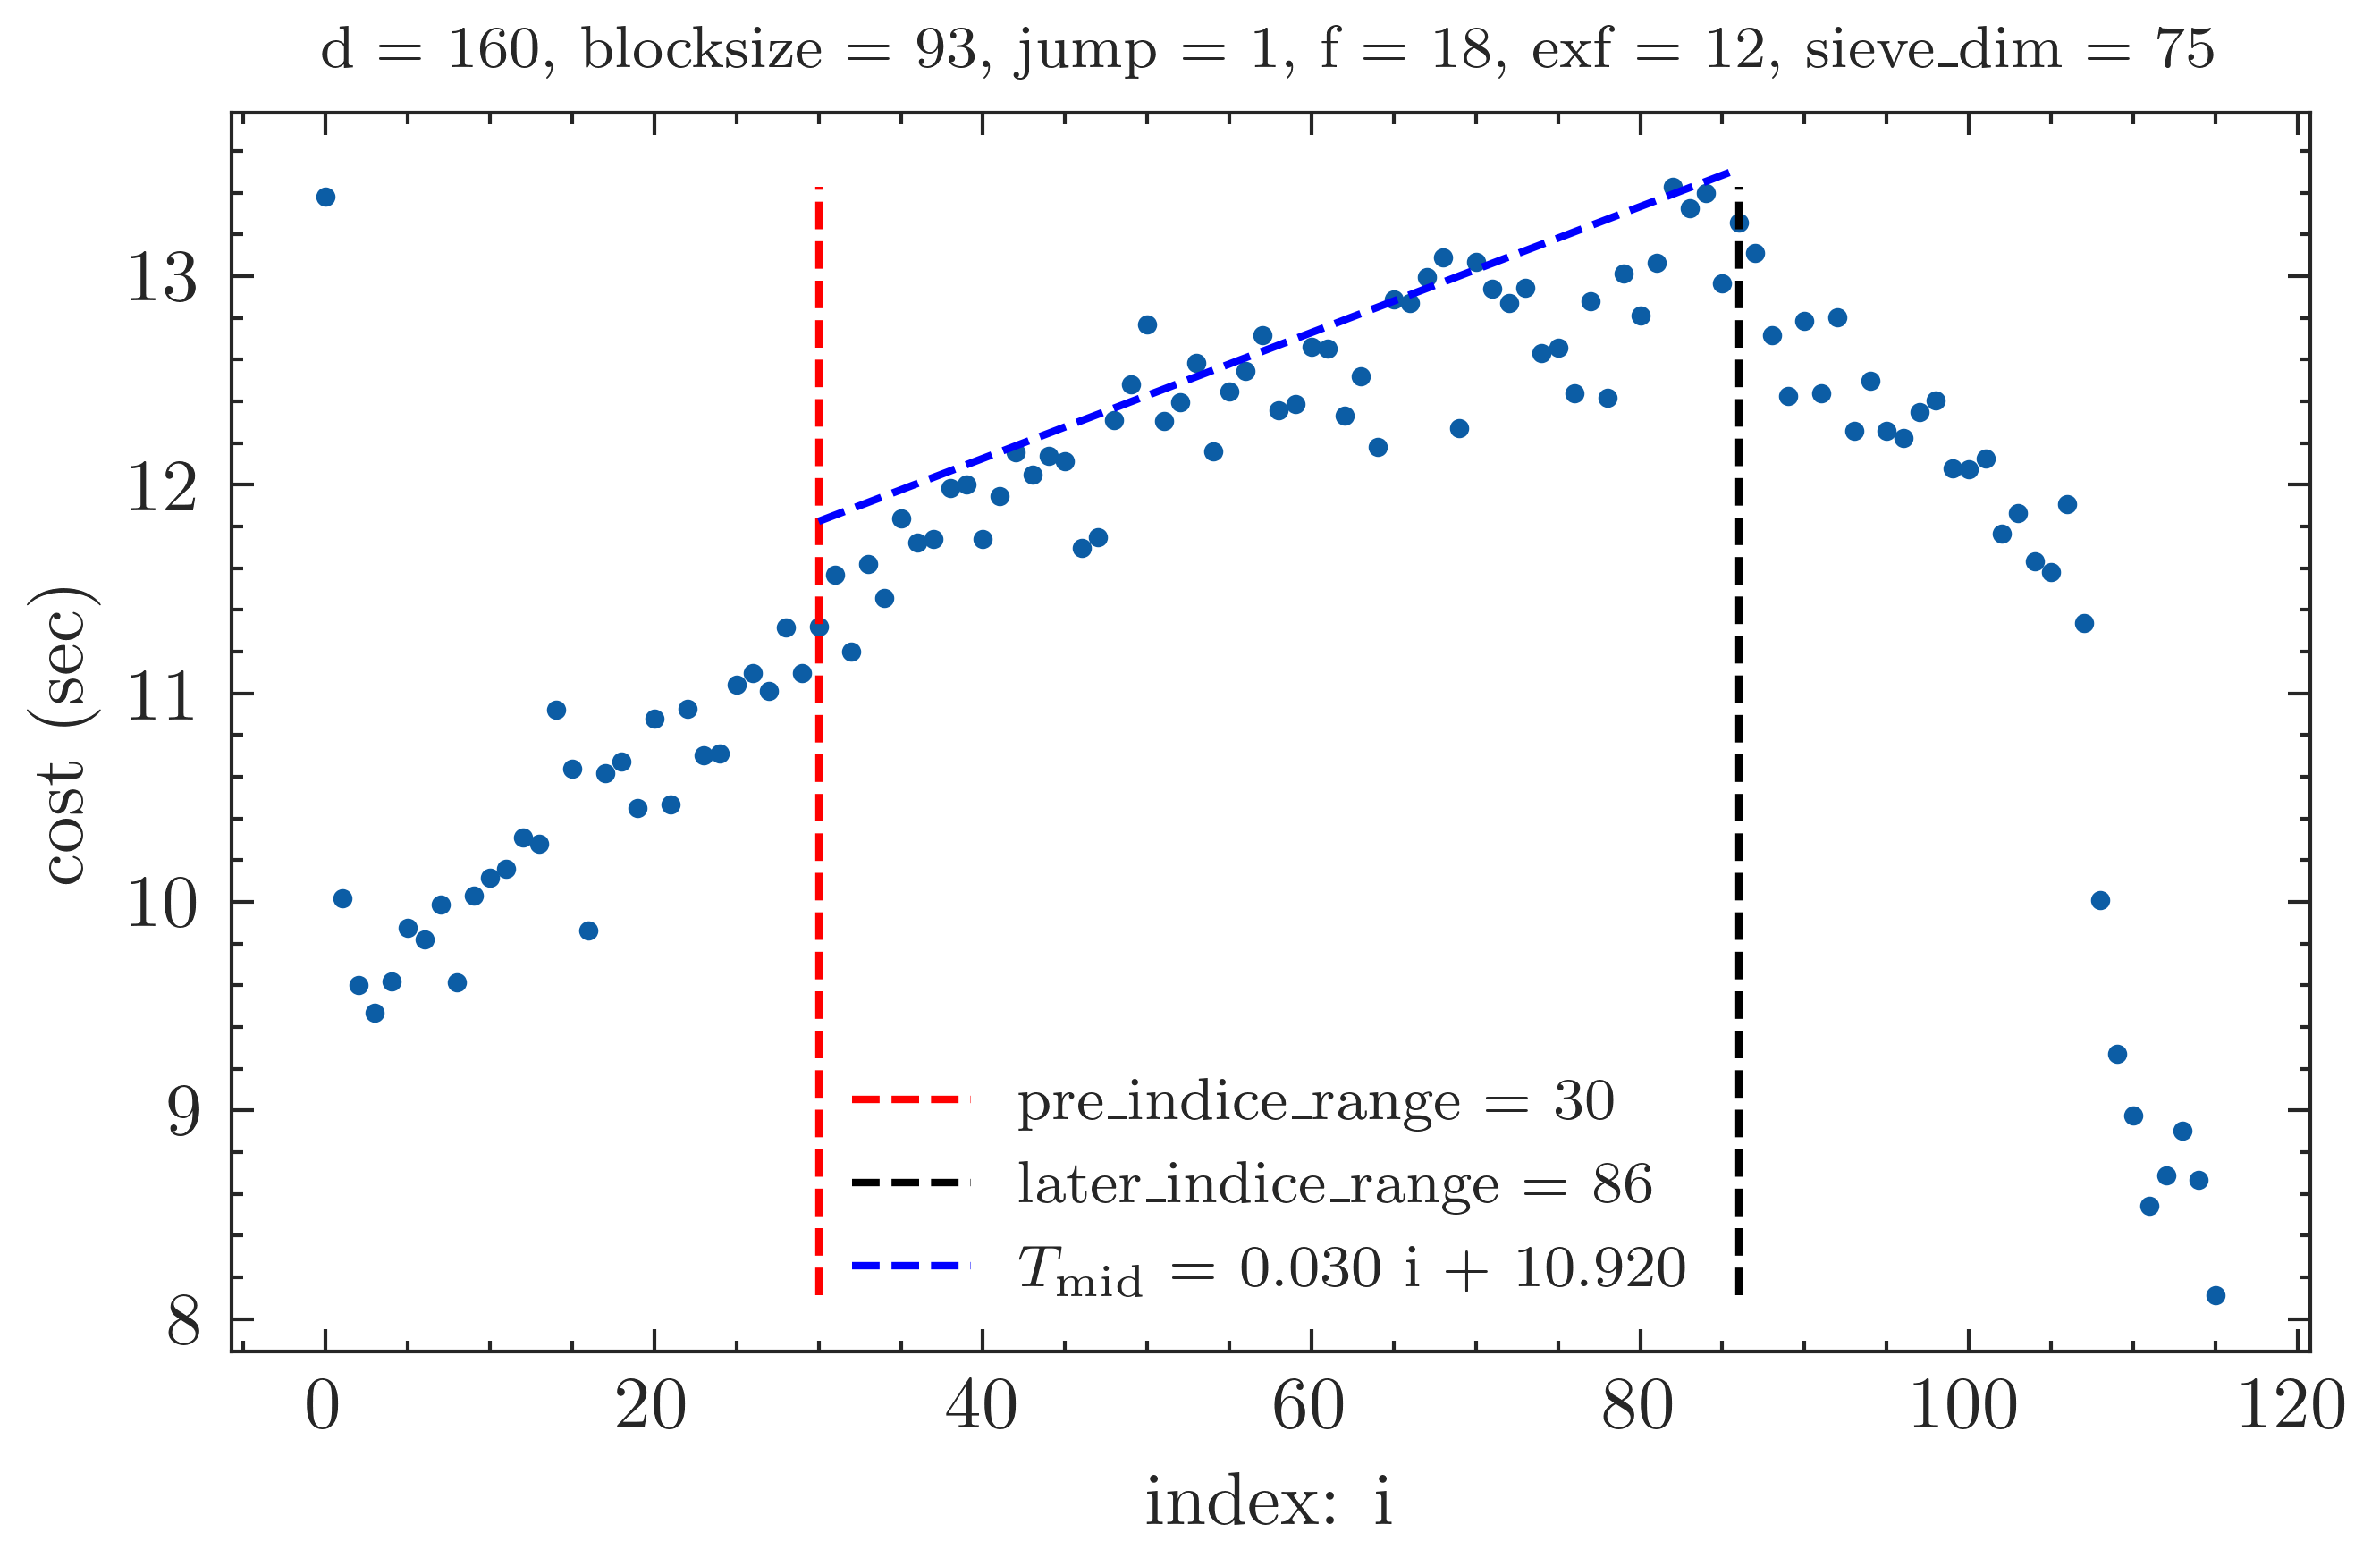 d = 160, blocksize = 93, jump = 1, f = 18, exf = 12, sieve_dim = 75
cost (sec)
13
12
11
10
9
8
pre_indice_range = 30
later_indice_range = 86
T_mid = 0.030 i + 10.920
0 20 40 60 80 100 120
index: i